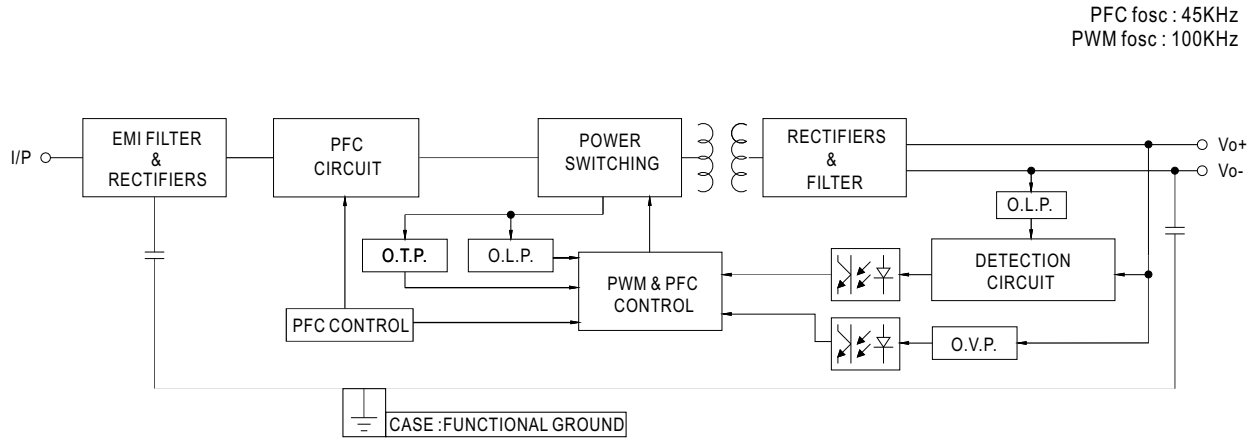 PFC fosc : 45KHz
PWM fosc : 100KHz
I/P
EMI FILTER
&
RECTIFIERS
PFC
CIRCUIT
POWER
SWITCHING
RECTIFIERS
&
FILTER
Vo+
Vo-
O.L.P.
O.T.P.
O.L.P.
PWM & PFC
CONTROL
DETECTION
CIRCUIT
PFC CONTROL
O.V.P.
CASE :FUNCTIONAL GROUND